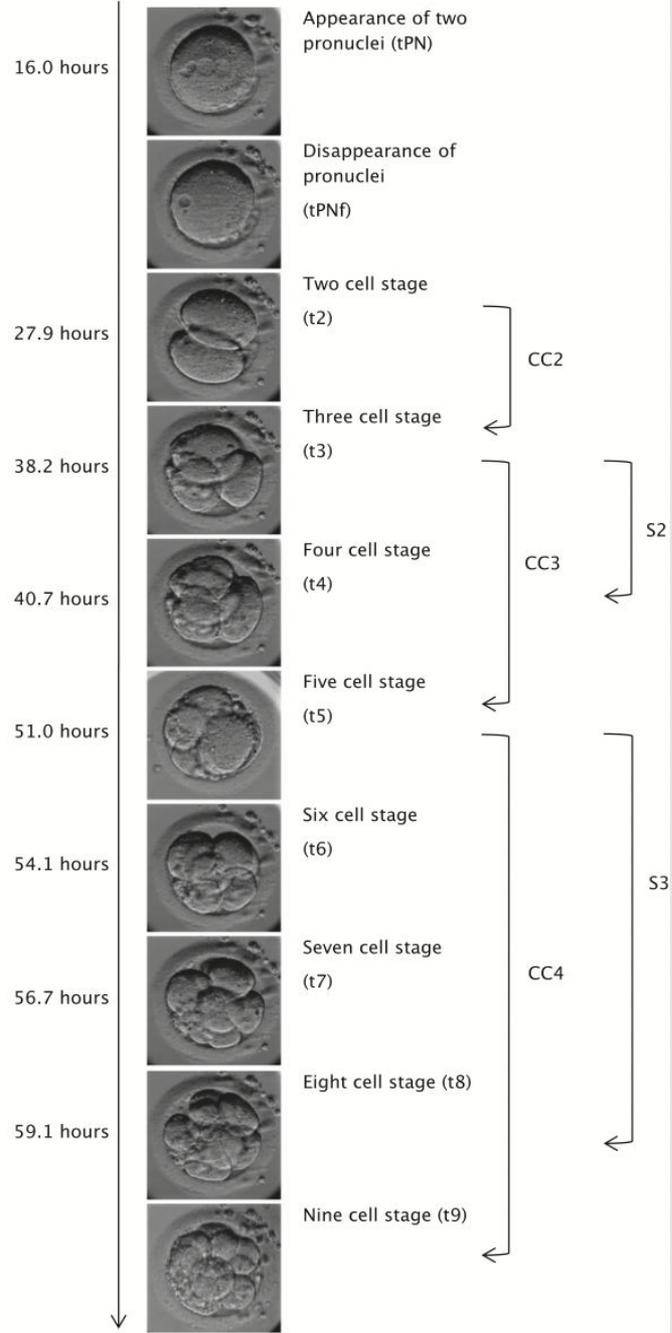 Appearance of two
pronuclei (tPN)
16.0 hours
Disappearance of
pronuclei
(tPNf)
Two cell stage
(t2)
27.9 hours
CC2
Three cell stage
(t3)
38.2 hours
S2
Four cell stage
CC3
(t4)
40.7 hours
Five cell stage
(t5)
51.0 hours
Six cell stage
(t6)
54.1 hours
S3
Seven cell stage
CC4
(t7)
56.7 hours
Eight cell stage (t8)
59.1 hours
Nine cell stage (t9)